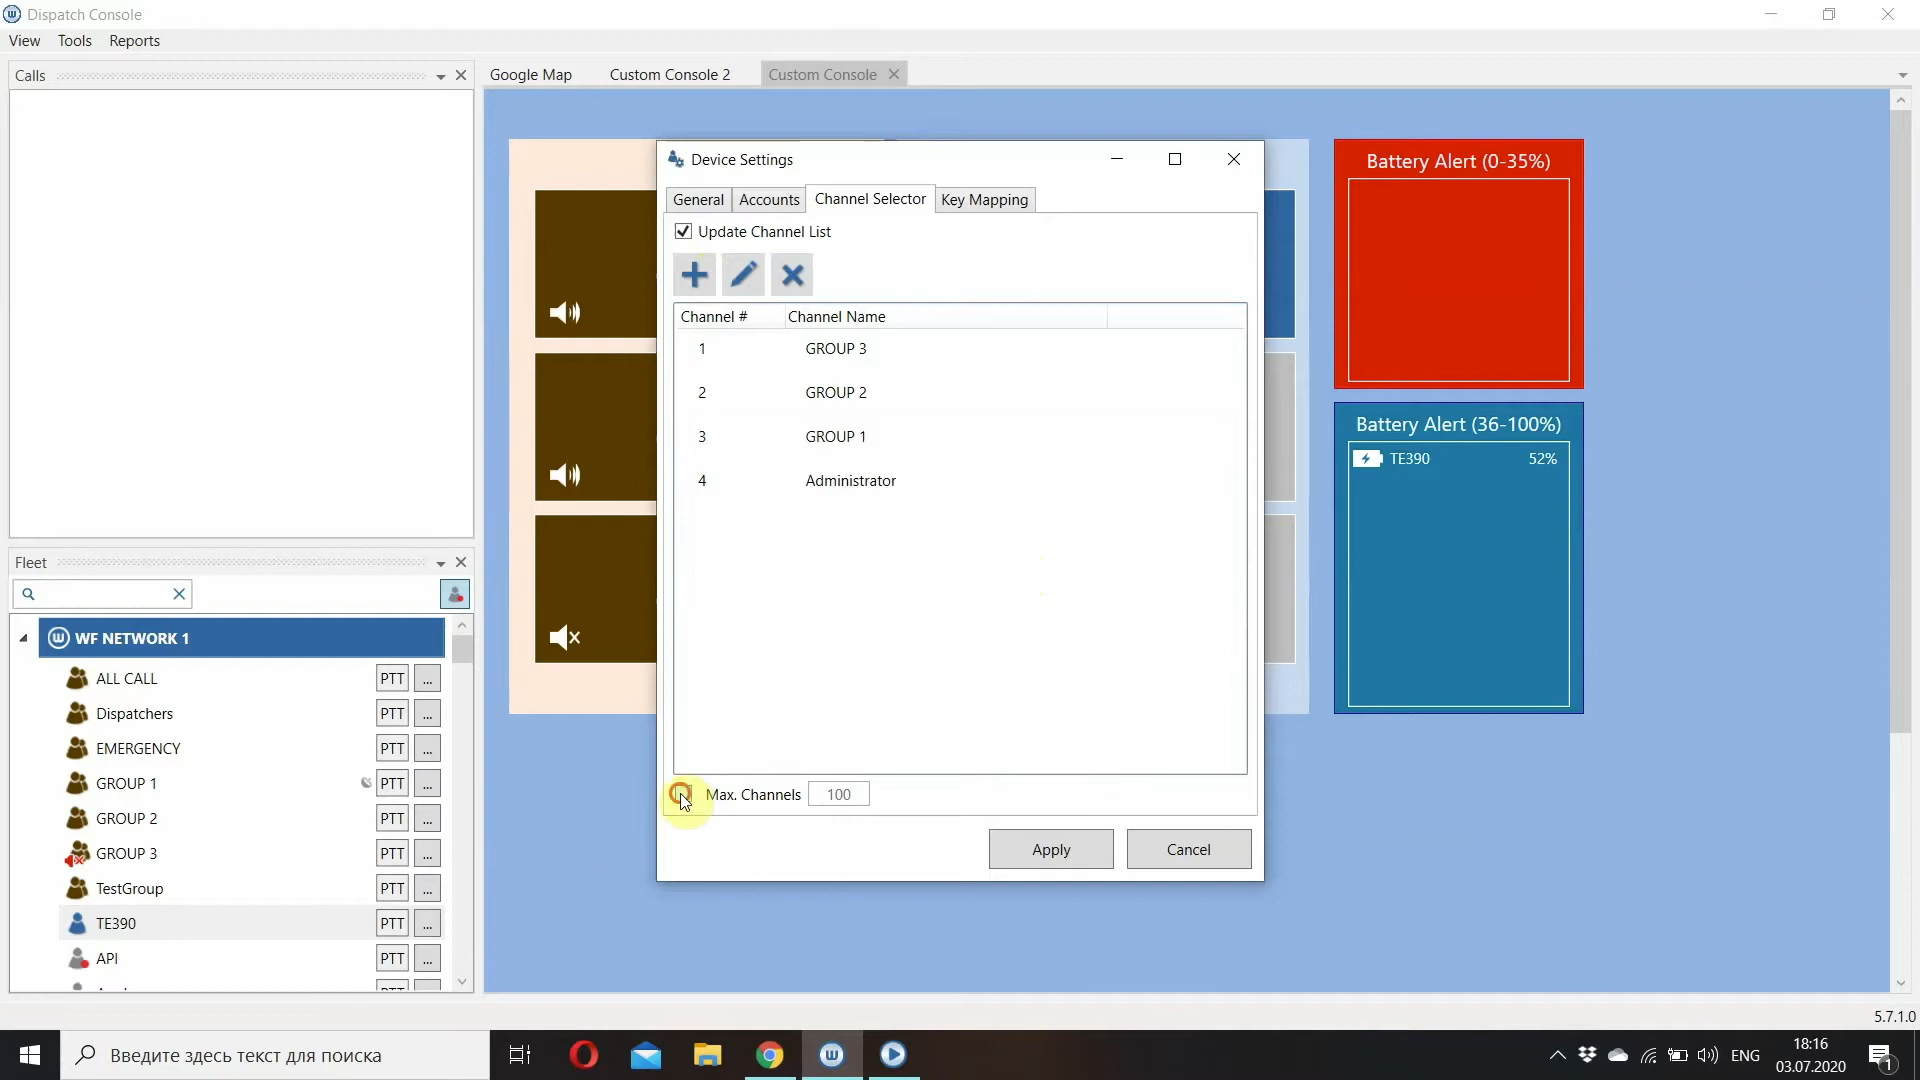 Dispatch Console
View Tools Reports
Calls
Google Map Custom Console 2 Custom Console
Device Settings
General Accounts Channel Selector Key Mapping
Update Channel List
Channel # Channel Name
1 GROUP 3
2 GROUP 2
3 GROUP 1
4 Administrator
Max. Channels 100
Apply Cancel
Battery Alert (0-35%)
Battery Alert (36-100%)
TE390 52%
Fleet
WF NETWORK 1
ALL CALL PTT ...
Dispatchers PTT ...
EMERGENCY PTT ...
GROUP 1 PTT ...
GROUP 2 PTT ...
GROUP 3 PTT ...
TestGroup PTT ...
TE390 PTT ...
API PTT ...
5.7.1.0
Введите здесь текст для поиска
ENG
18:16
03.07.2020
1